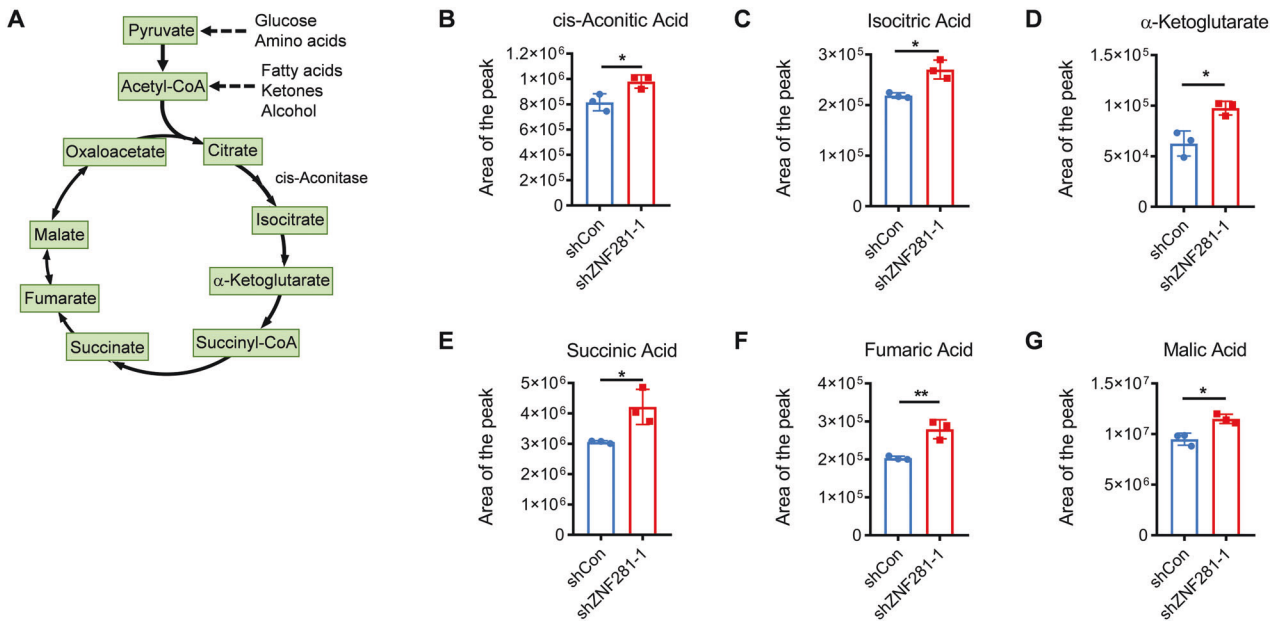 A
Pyruvate
Glucose
Amino acids
Acetyl-CoA
Fatty acids
Ketones
Alcohol
Oxaloacetate
Citrate
cis-Aconitase
Isocitrate
Malate
α-Ketoglutarate
Fumarate
Succinyl-CoA
Succinate
B
cis-Aconitic Acid
Area of the peak
1.2×10⁶
1×10⁶
8×10⁵
6×10⁵
4×10⁵
2×10⁵
0
*
shCon
shZNF281-1
C
Isocitric Acid
Area of the peak
3×10⁵
2×10⁵
1×10⁵
0
*
shCon
shZNF281-1
D
α-Ketoglutarate
Area of the peak
1×10⁵
5×10⁴
0
*
shCon
shZNF281-1
E
Succinic Acid
Area of the peak
5×10⁶
4×10⁶
3×10⁶
2×10⁶
1×10⁶
0
*
shCon
shZNF281-1
F
Fumaric Acid
Area of the peak
4×10⁵
3×10⁵
2×10⁵
1×10⁵
0
**
shCon
shZNF281-1
G
Malic Acid
Area of the peak
1.5×10⁷
1×10⁷
5×10⁶
0
*
shCon
shZNF281-1